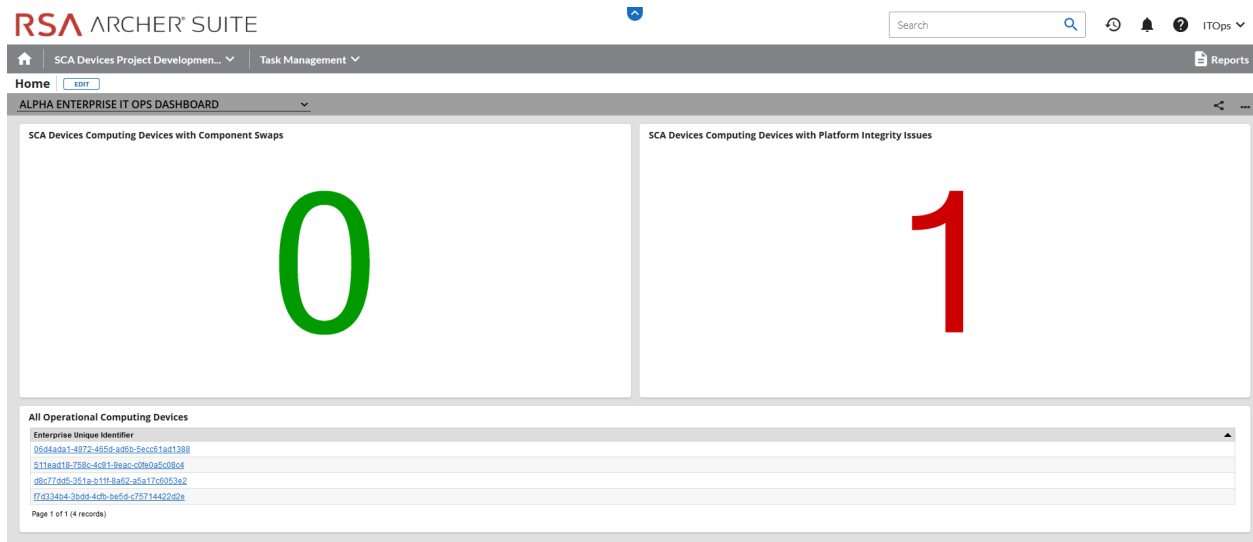 RSA ARCHER® SUITE
Search
ITOps
SCA Devices Project Developmen...
Task Management
Reports
Home
EDIT
ALPHA ENTERPRISE IT OPS DASHBOARD
SCA Devices Computing Devices with Component Swaps
SCA Devices Computing Devices with Platform Integrity Issues
0
1
All Operational Computing Devices
Enterprise Unique Identifier
06d4ada1-4972-465d-ad6b-5ecc61ad1388
511ead18-758c-4c91-9eac-c0fe0a5c08c4
d8c77dd5-351a-b11f-8a62-a5a17c6053e2
f7d334b4-3bdd-4cfb-be5d-c75714422d2e
Page 1 of 1 (4 records)